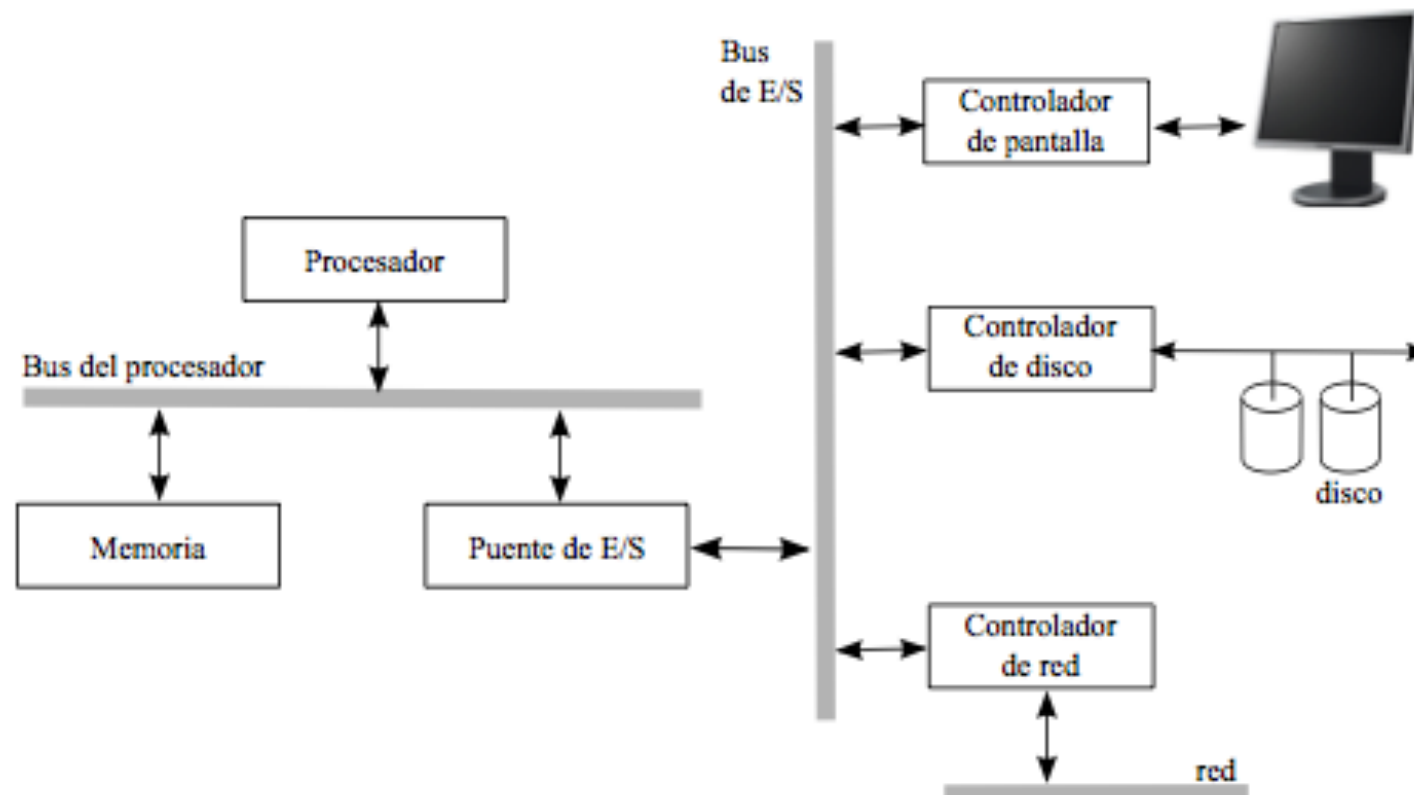 Bus
de E/S
Controlador
de pantalla
Procesador
Bus del procesador
Controlador
de disco
disco
Memoria
Puente de E/S
Controlador
de red
red